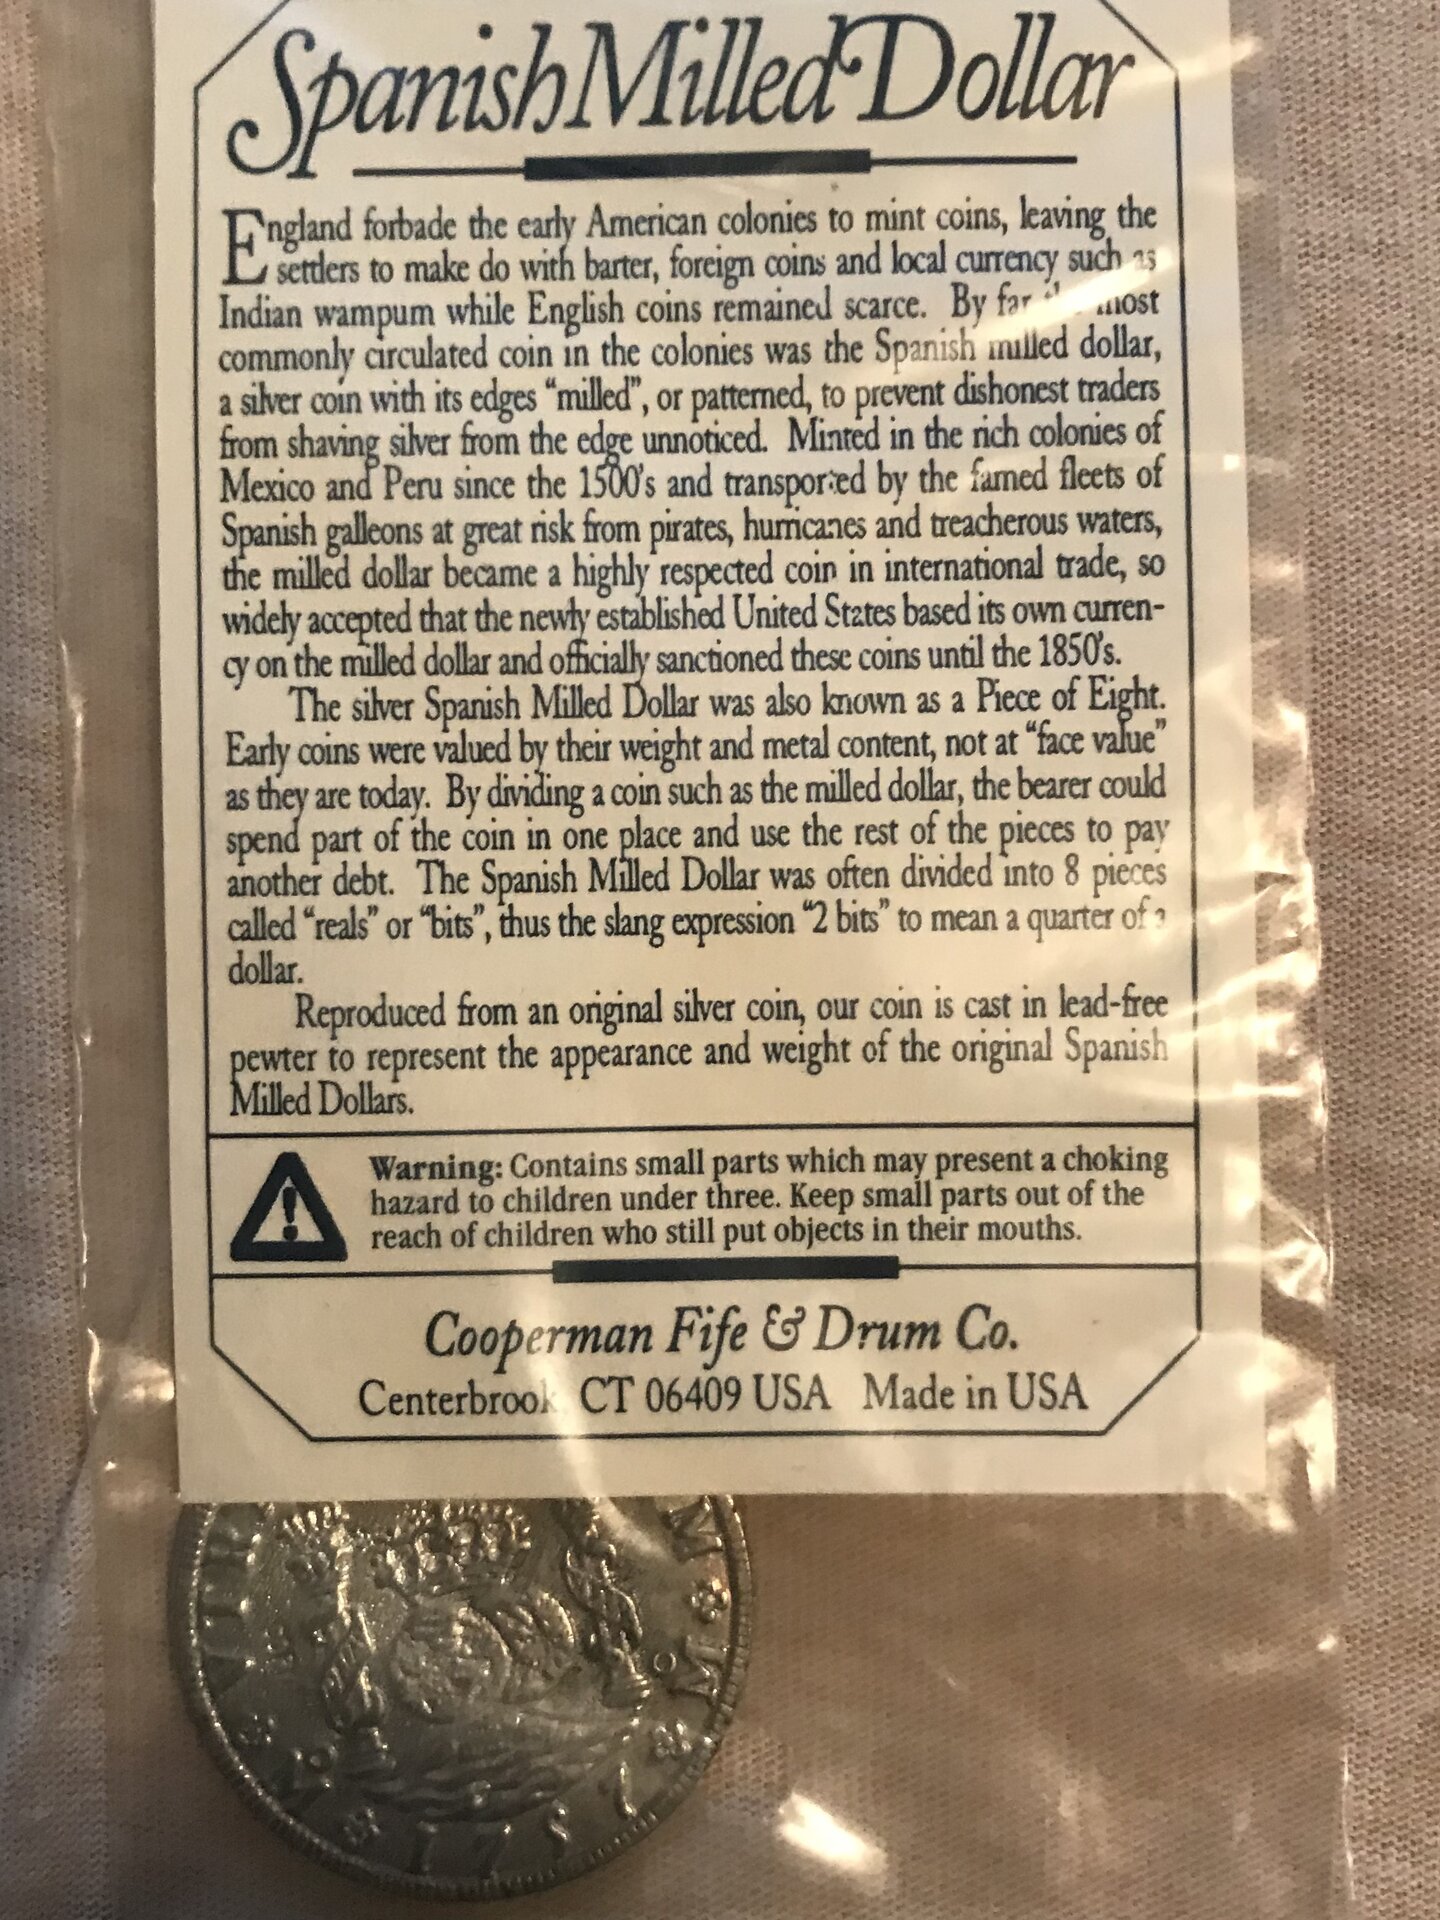 Spanish Milled Dollar
England forbade the early American colonies to mint coins, leaving the
settlers to make do with barter, foreign coins and local currency such as
Indian wampum while English coins remained scarce. By far the most
commonly circulated coin in the colonies was the Spanish milled dollar,
a silver coin with its edges “milled”, or patterned, to prevent dishonest traders
from shaving silver from the edge unnoticed. Minted in the rich colonies of
Mexico and Peru since the 1500's and transported by the famed fleets of
Spanish galleons at great risk from pirates, hurricanes and treacherous waters,
the milled dollar became a highly respected coin in international trade, so
widely accepted that the newly established United States based its own curren-
cy on the milled dollar and officially sanctioned these coins until the 1850's.
The silver Spanish Milled Dollar was also known as a Piece of Eight.
Early coins were valued by their weight and metal content, not at “face value”
as they are today. By dividing a coin such as the milled dollar, the bearer could
spend part of the coin in one place and use the rest of the pieces to pay
another debt. The Spanish Milled Dollar was often divided into 8 pieces
called “reals” or “bits”, thus the slang expression “2 bits” to mean a quarter of a
dollar.
Reproduced from an original silver coin, our coin is cast in lead-free
pewter to represent the appearance and weight of the original Spanish
Milled Dollars.
Warning: Contains small parts which may present a choking
hazard to children under three. Keep small parts out of the
reach of children who still put objects in their mouths.
Cooperman Fife & Drum Co.
Centerbrook CT 06409 USA Made in USA